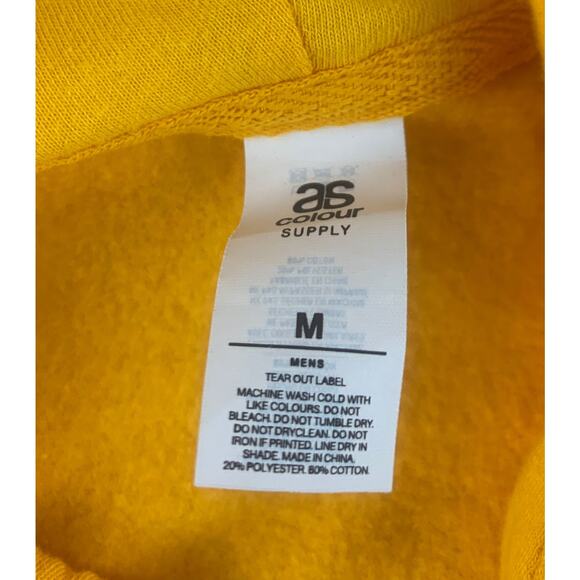 as
colour
SUPPLY
M
MENS
TEAR OUT LABEL
MACHINE WASH COLD WITH
LIKE COLOURS. DO NOT
BLEACH. DO NOT TUMBLE DRY.
DO NOT DRYCLEAN. DO NOT
IRON IF PRINTED. LINE DRY IN
SHADE. MADE IN CHINA.
20% POLYESTER. 80% COTTON.